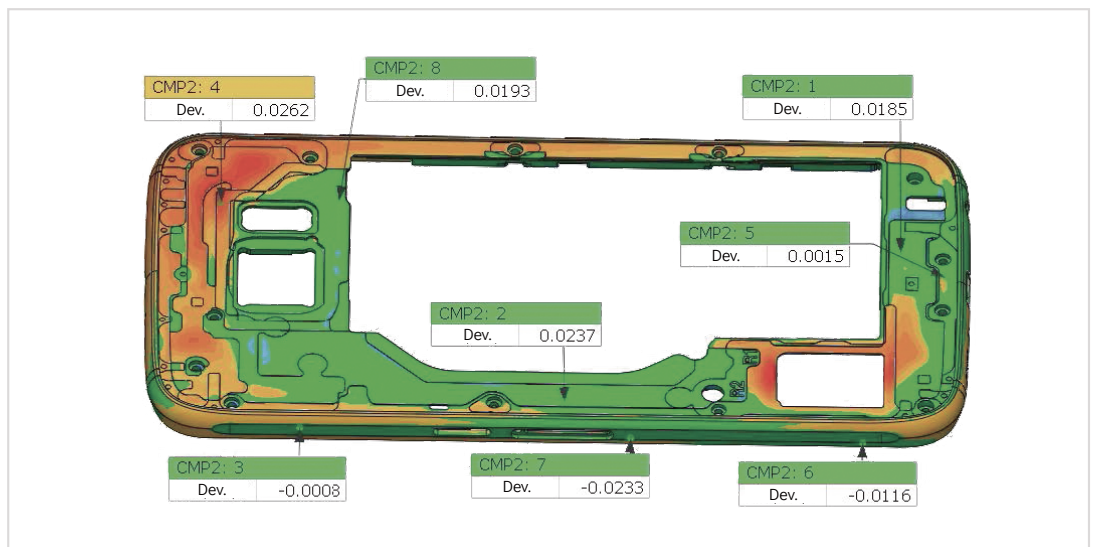 CMP2: 8
Dev. 0.0193
CMP2: 4
Dev. 0.0262
CMP2: 1
Dev. 0.0185
CMP2: 5
Dev. 0.0015
CMP2: 2
Dev. 0.0237
CMP2: 3
Dev. -0.0008
CMP2: 7
Dev. -0.0233
CMP2: 6
Dev. -0.0116